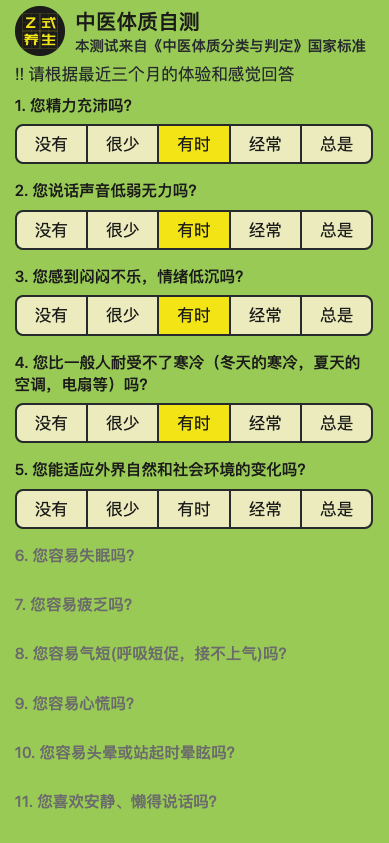 乙式
养生
中医体质自测
本测试来自《中医体质分类与判定》国家标准
!! 请根据最近三个月的体验和感觉回答
1. 您精力充沛吗?
没有 很少 有时 经常 总是
2. 您说话声音低弱无力吗?
没有 很少 有时 经常 总是
3. 您感到闷闷不乐，情绪低沉吗?
没有 很少 有时 经常 总是
4. 您比一般人耐受不了寒冷（冬天的寒冷，夏天的
空调，电扇等）吗?
没有 很少 有时 经常 总是
5. 您能适应外界自然和社会环境的变化吗?
没有 很少 有时 经常 总是
6. 您容易失眠吗?
7. 您容易疲乏吗?
8. 您容易气短(呼吸短促，接不上气)吗?
9. 您容易心慌吗?
10. 您容易头晕或站起时晕眩吗?
11. 您喜欢安静、懒得说话吗?